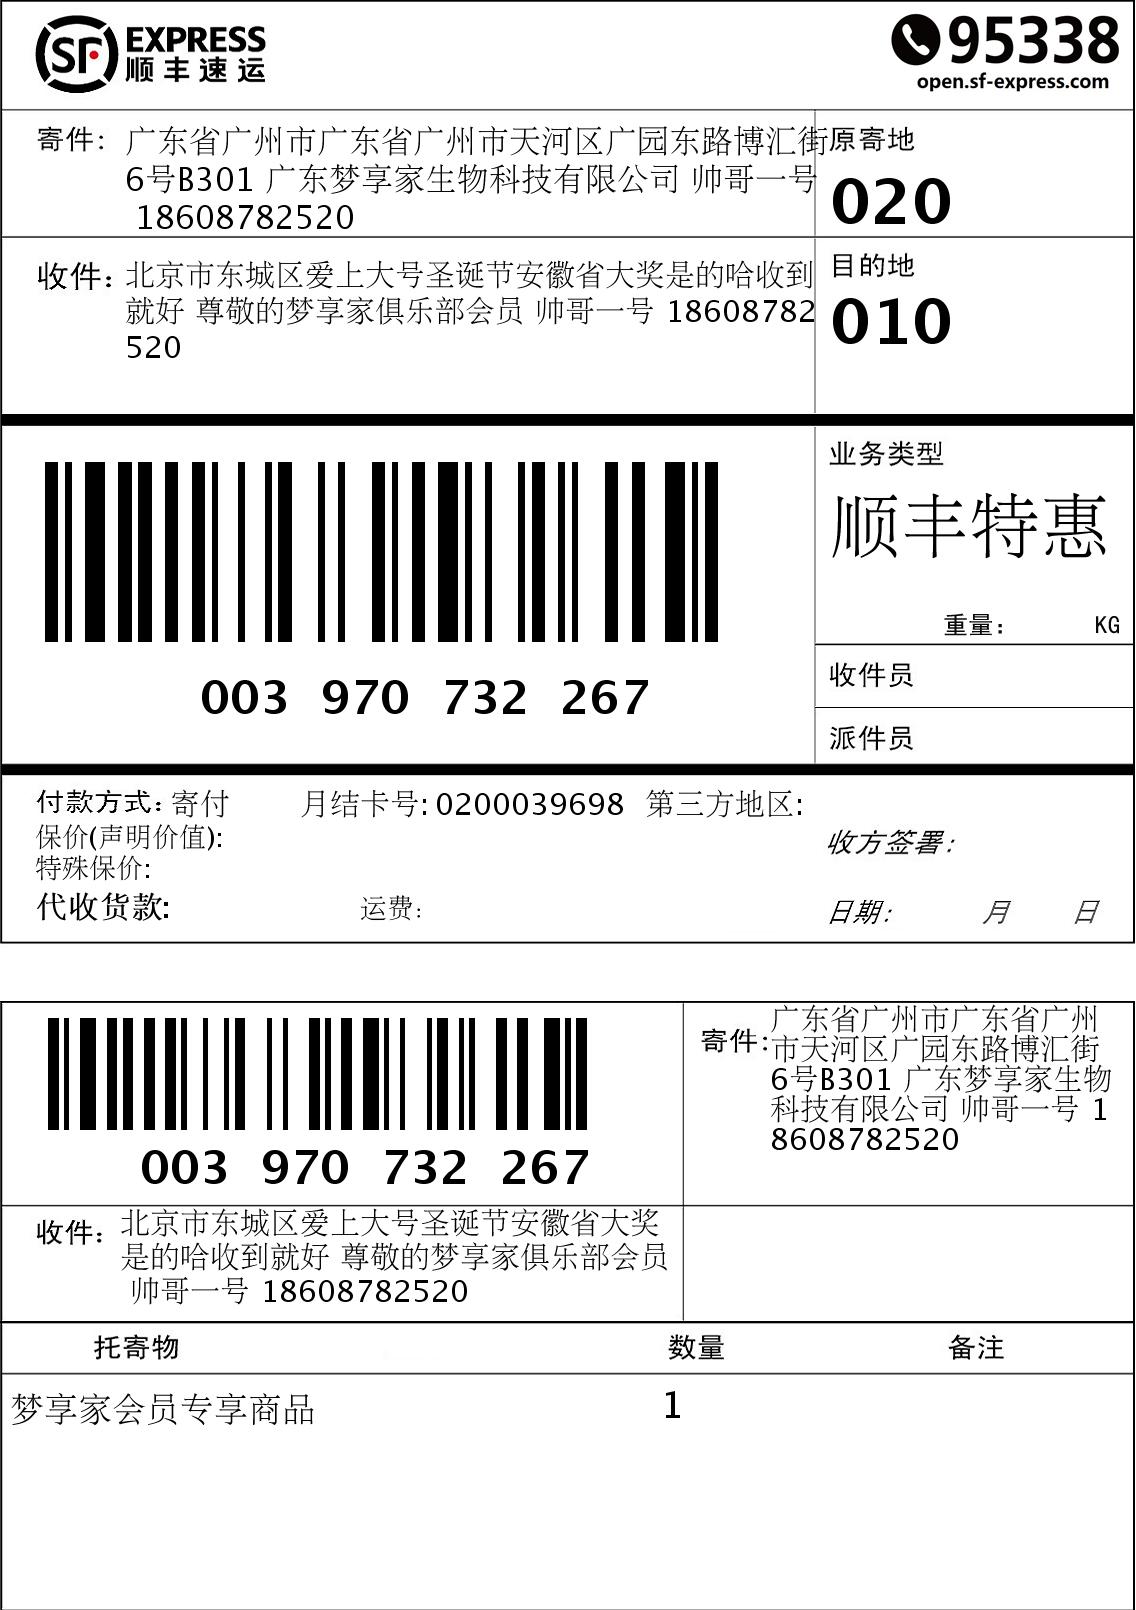 SF EXPRESS
顺丰速运
95338
open.sf-express.com
寄件: 广东省广州市广东省广州市天河区广园东路博汇街
6号B301 广东梦享家生物科技有限公司 帅哥一号
18608782520
原寄地
020
收件: 北京市东城区爱上大号圣诞节安徽省大奖是的哈收到
就好 尊敬的梦享家俱乐部会员 帅哥一号 18608782
520
目的地
010
003 970 732 267
业务类型
顺丰特惠
重量: KG
收件员
派件员
付款方式: 寄付 月结卡号: 0200039698 第三方地区:
保价(声明价值):
特殊保价:
代收货款: 运费:
收方签署:
日期: 月 日
003 970 732 267
寄件: 广东省广州市广东省广州
市天河区广园东路博汇街
6号B301 广东梦享家生物
科技有限公司 帅哥一号 1
8608782520
收件: 北京市东城区爱上大号圣诞节安徽省大奖
是的哈收到就好 尊敬的梦享家俱乐部会员
帅哥一号 18608782520
托寄物 数量 备注
梦享家会员专享商品 1